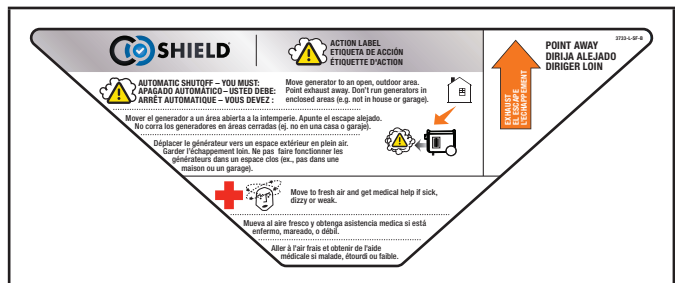 CO SHIELD
ACTION LABEL
ETIQUETA DE ACCIÓN
ÉTIQUETTE D'ACTION
3733-L-SF-B
POINT AWAY
DIRIJA ALEJADO
DIRIGER LOIN
EXHAUST
EL ESCAPE
L'ÉCHAPPEMENT
AUTOMATIC SHUTOFF – YOU MUST:
APAGADO AUTOMÁTICO – USTED DEBE:
ARRÊT AUTOMATIQUE – VOUS DEVEZ :
Move generator to an open, outdoor area.
Point exhaust away. Don't run generators in
enclosed areas (e.g. not in house or garage).
Mover el generador a un área abierta a la intemperie. Apunte el escape alejado.
No corra los generadores en áreas cerradas (ej. no en una casa o garaje).
Déplacer le générateur vers un espace extérieur en plein air.
Garder l'échappement loin. Ne pas faire fonctionner les
générateurs dans un espace clos (ex., pas dans une
maison ou un garage).
Move to fresh air and get medical help if sick,
dizzy or weak.
Mueva al aire fresco y obtenga asistencia medica si está
enfermo, mareado, o débil.
Aller à l'air frais et obtenir de l'aide
médicale si malade, étourdi ou faible.